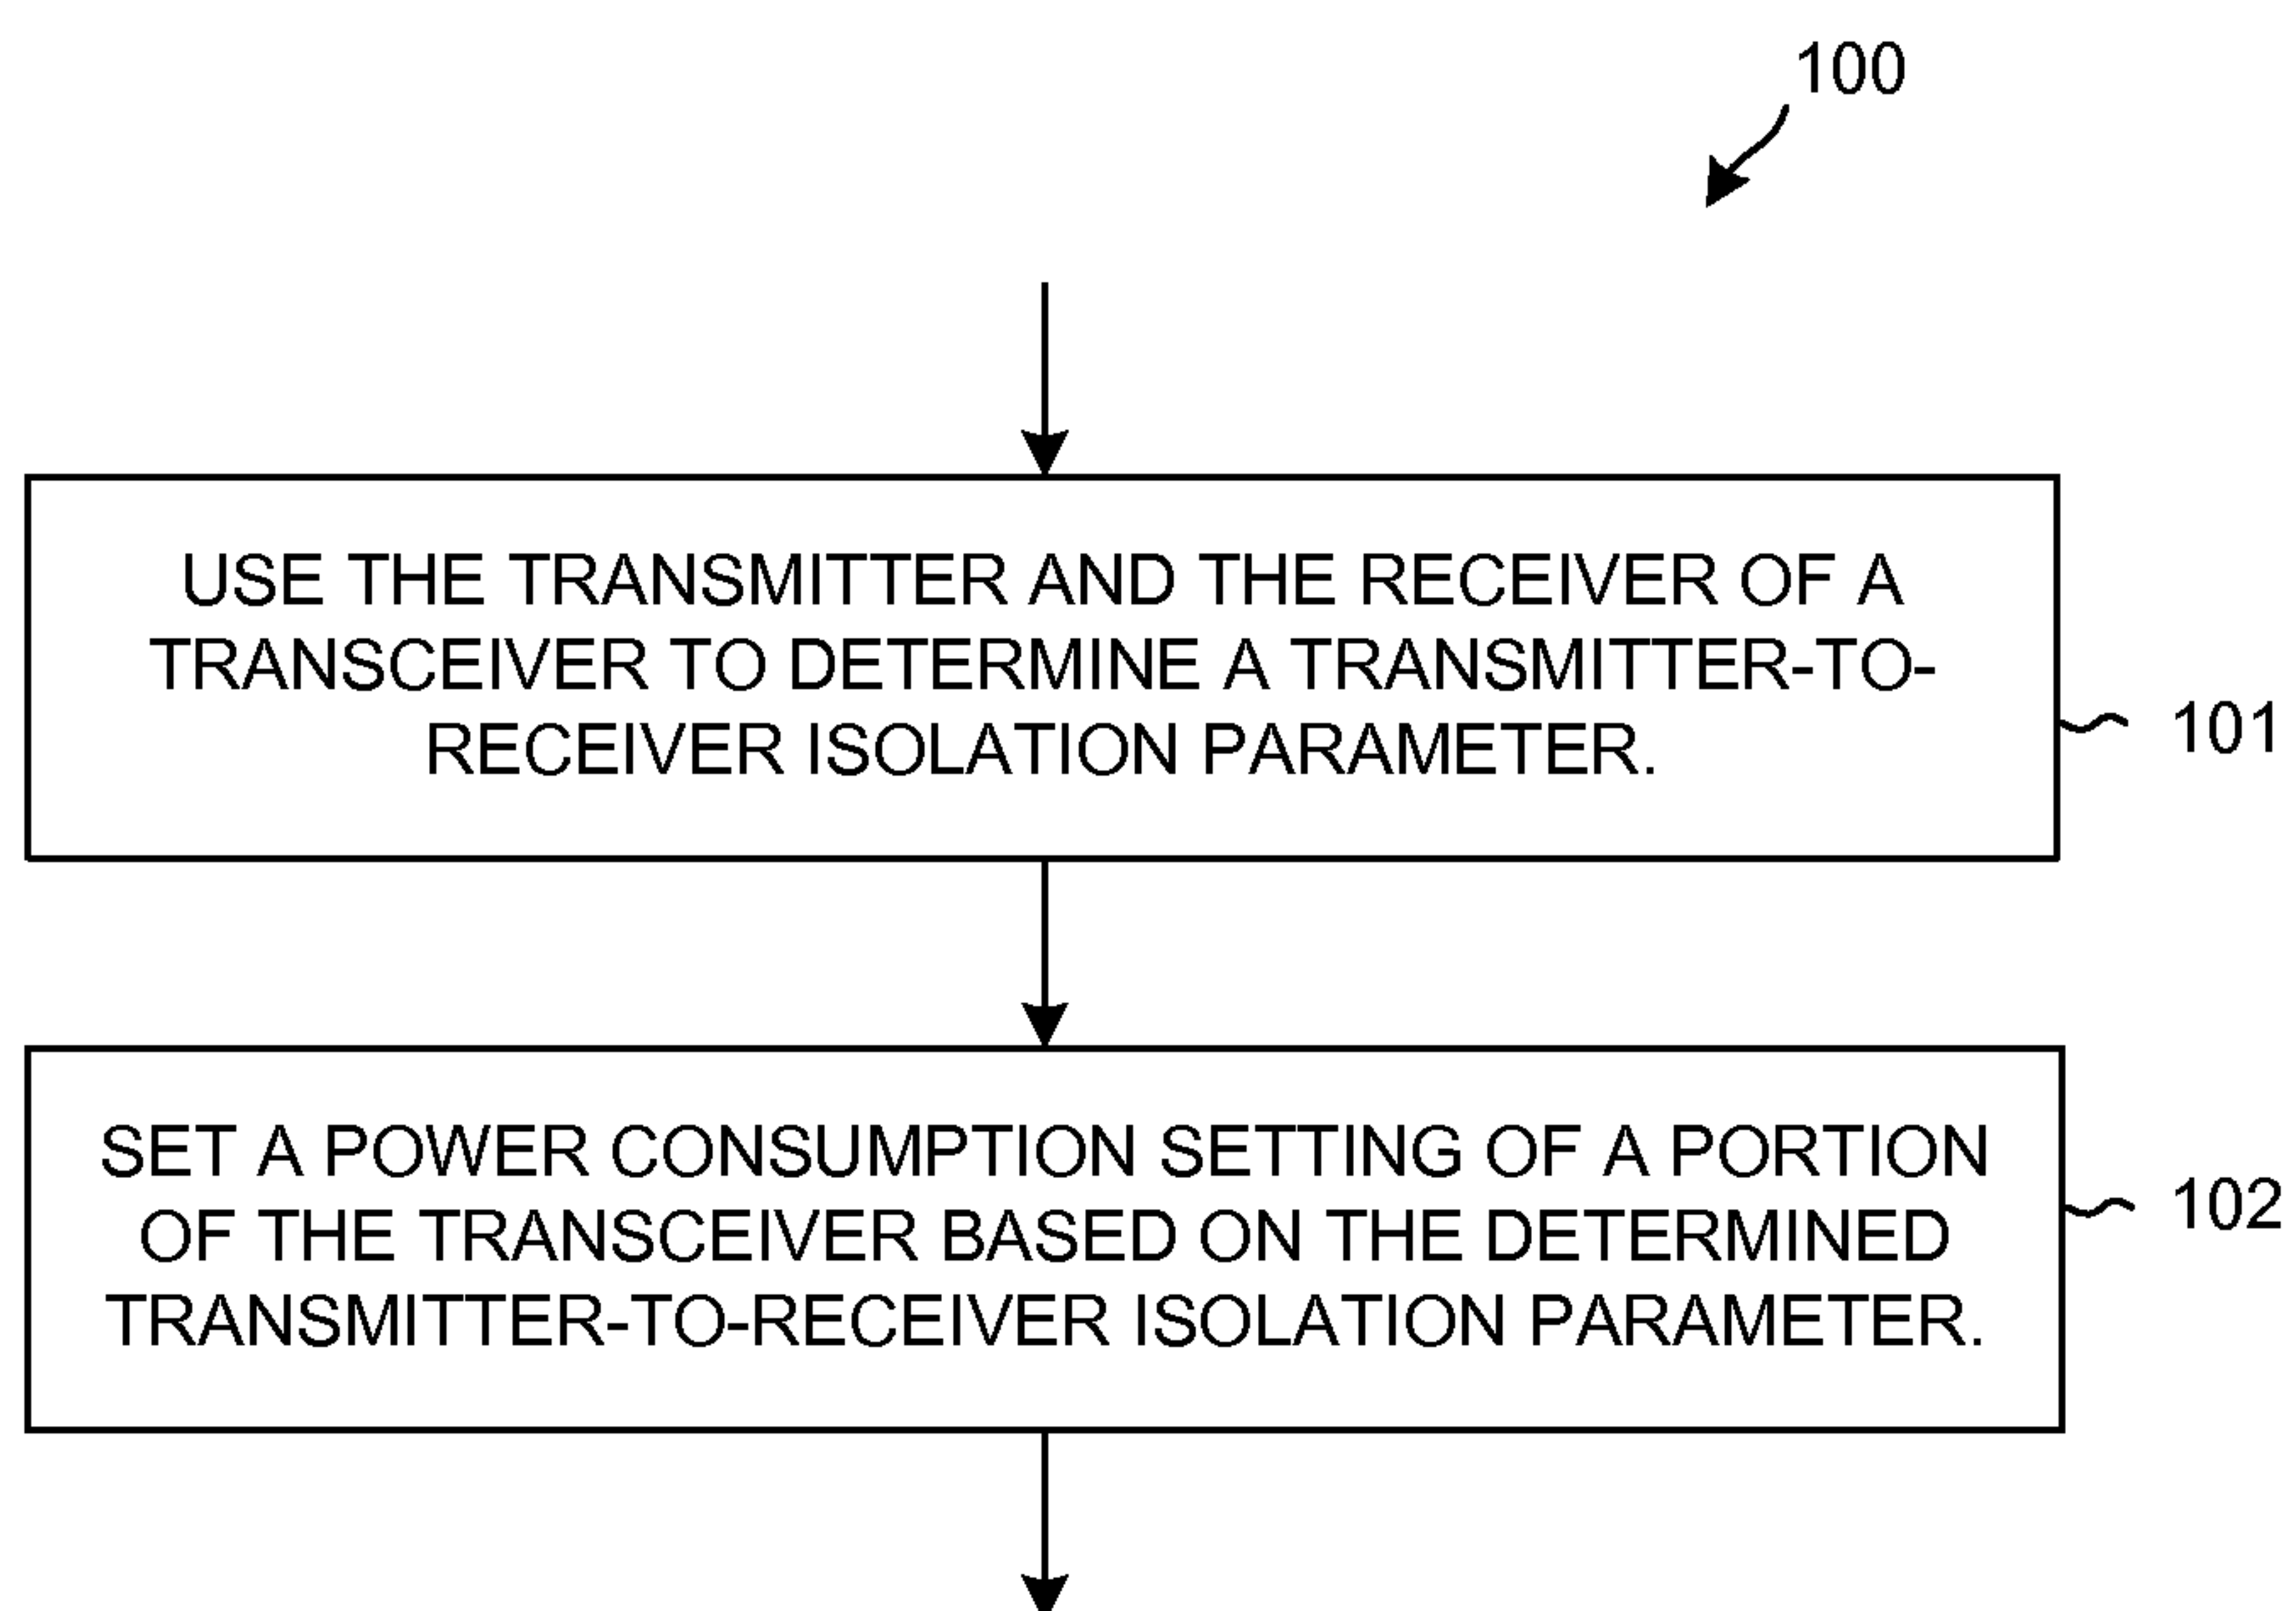 100
USE THE TRANSMITTER AND THE RECEIVER OF A
TRANSCEIVER TO DETERMINE A TRANSMITTER-TO-
RECEIVER ISOLATION PARAMETER.
101
SET A POWER CONSUMPTION SETTING OF A PORTION
OF THE TRANSCEIVER BASED ON THE DETERMINED
TRANSMITTER-TO-RECEIVER ISOLATION PARAMETER.
102